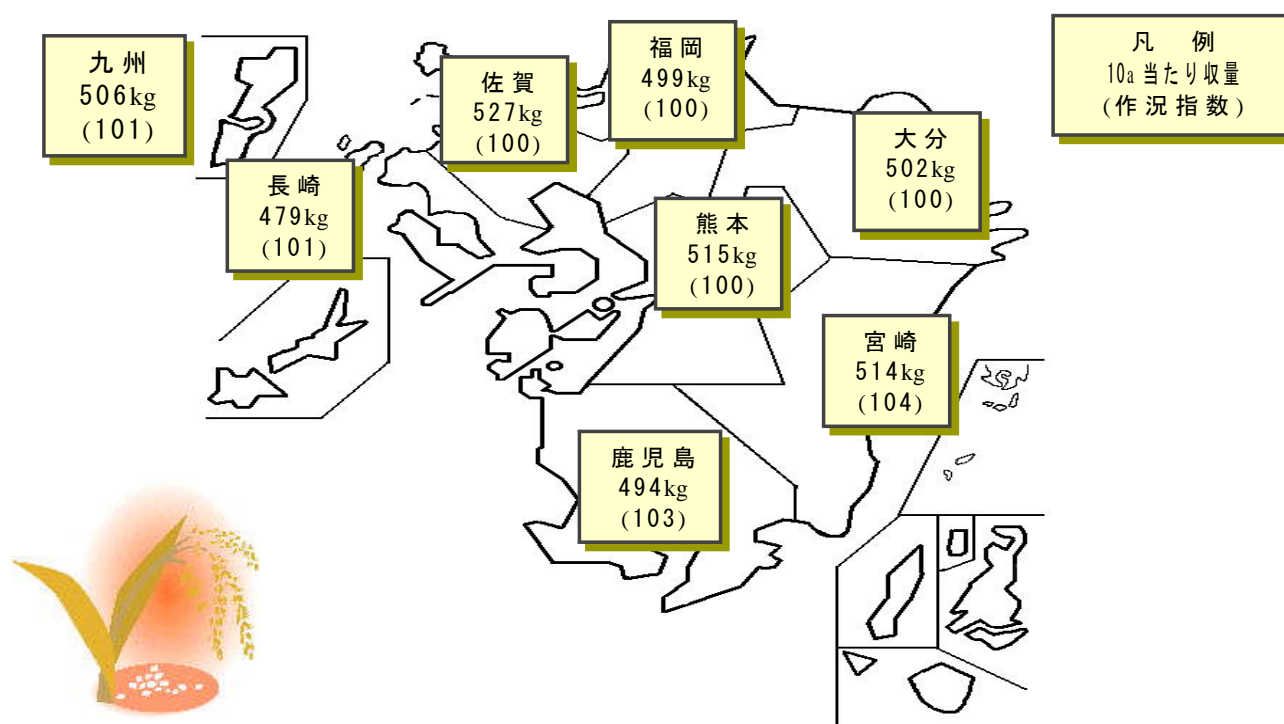 九州
506kg
(101)
佐賀
527kg
(100)
福岡
499kg
(100)
凡 例
10a当たり収量
(作況指数)
長崎
479kg
(101)
大分
502kg
(100)
熊本
515kg
(100)
宮崎
514kg
(104)
鹿児島
494kg
(103)